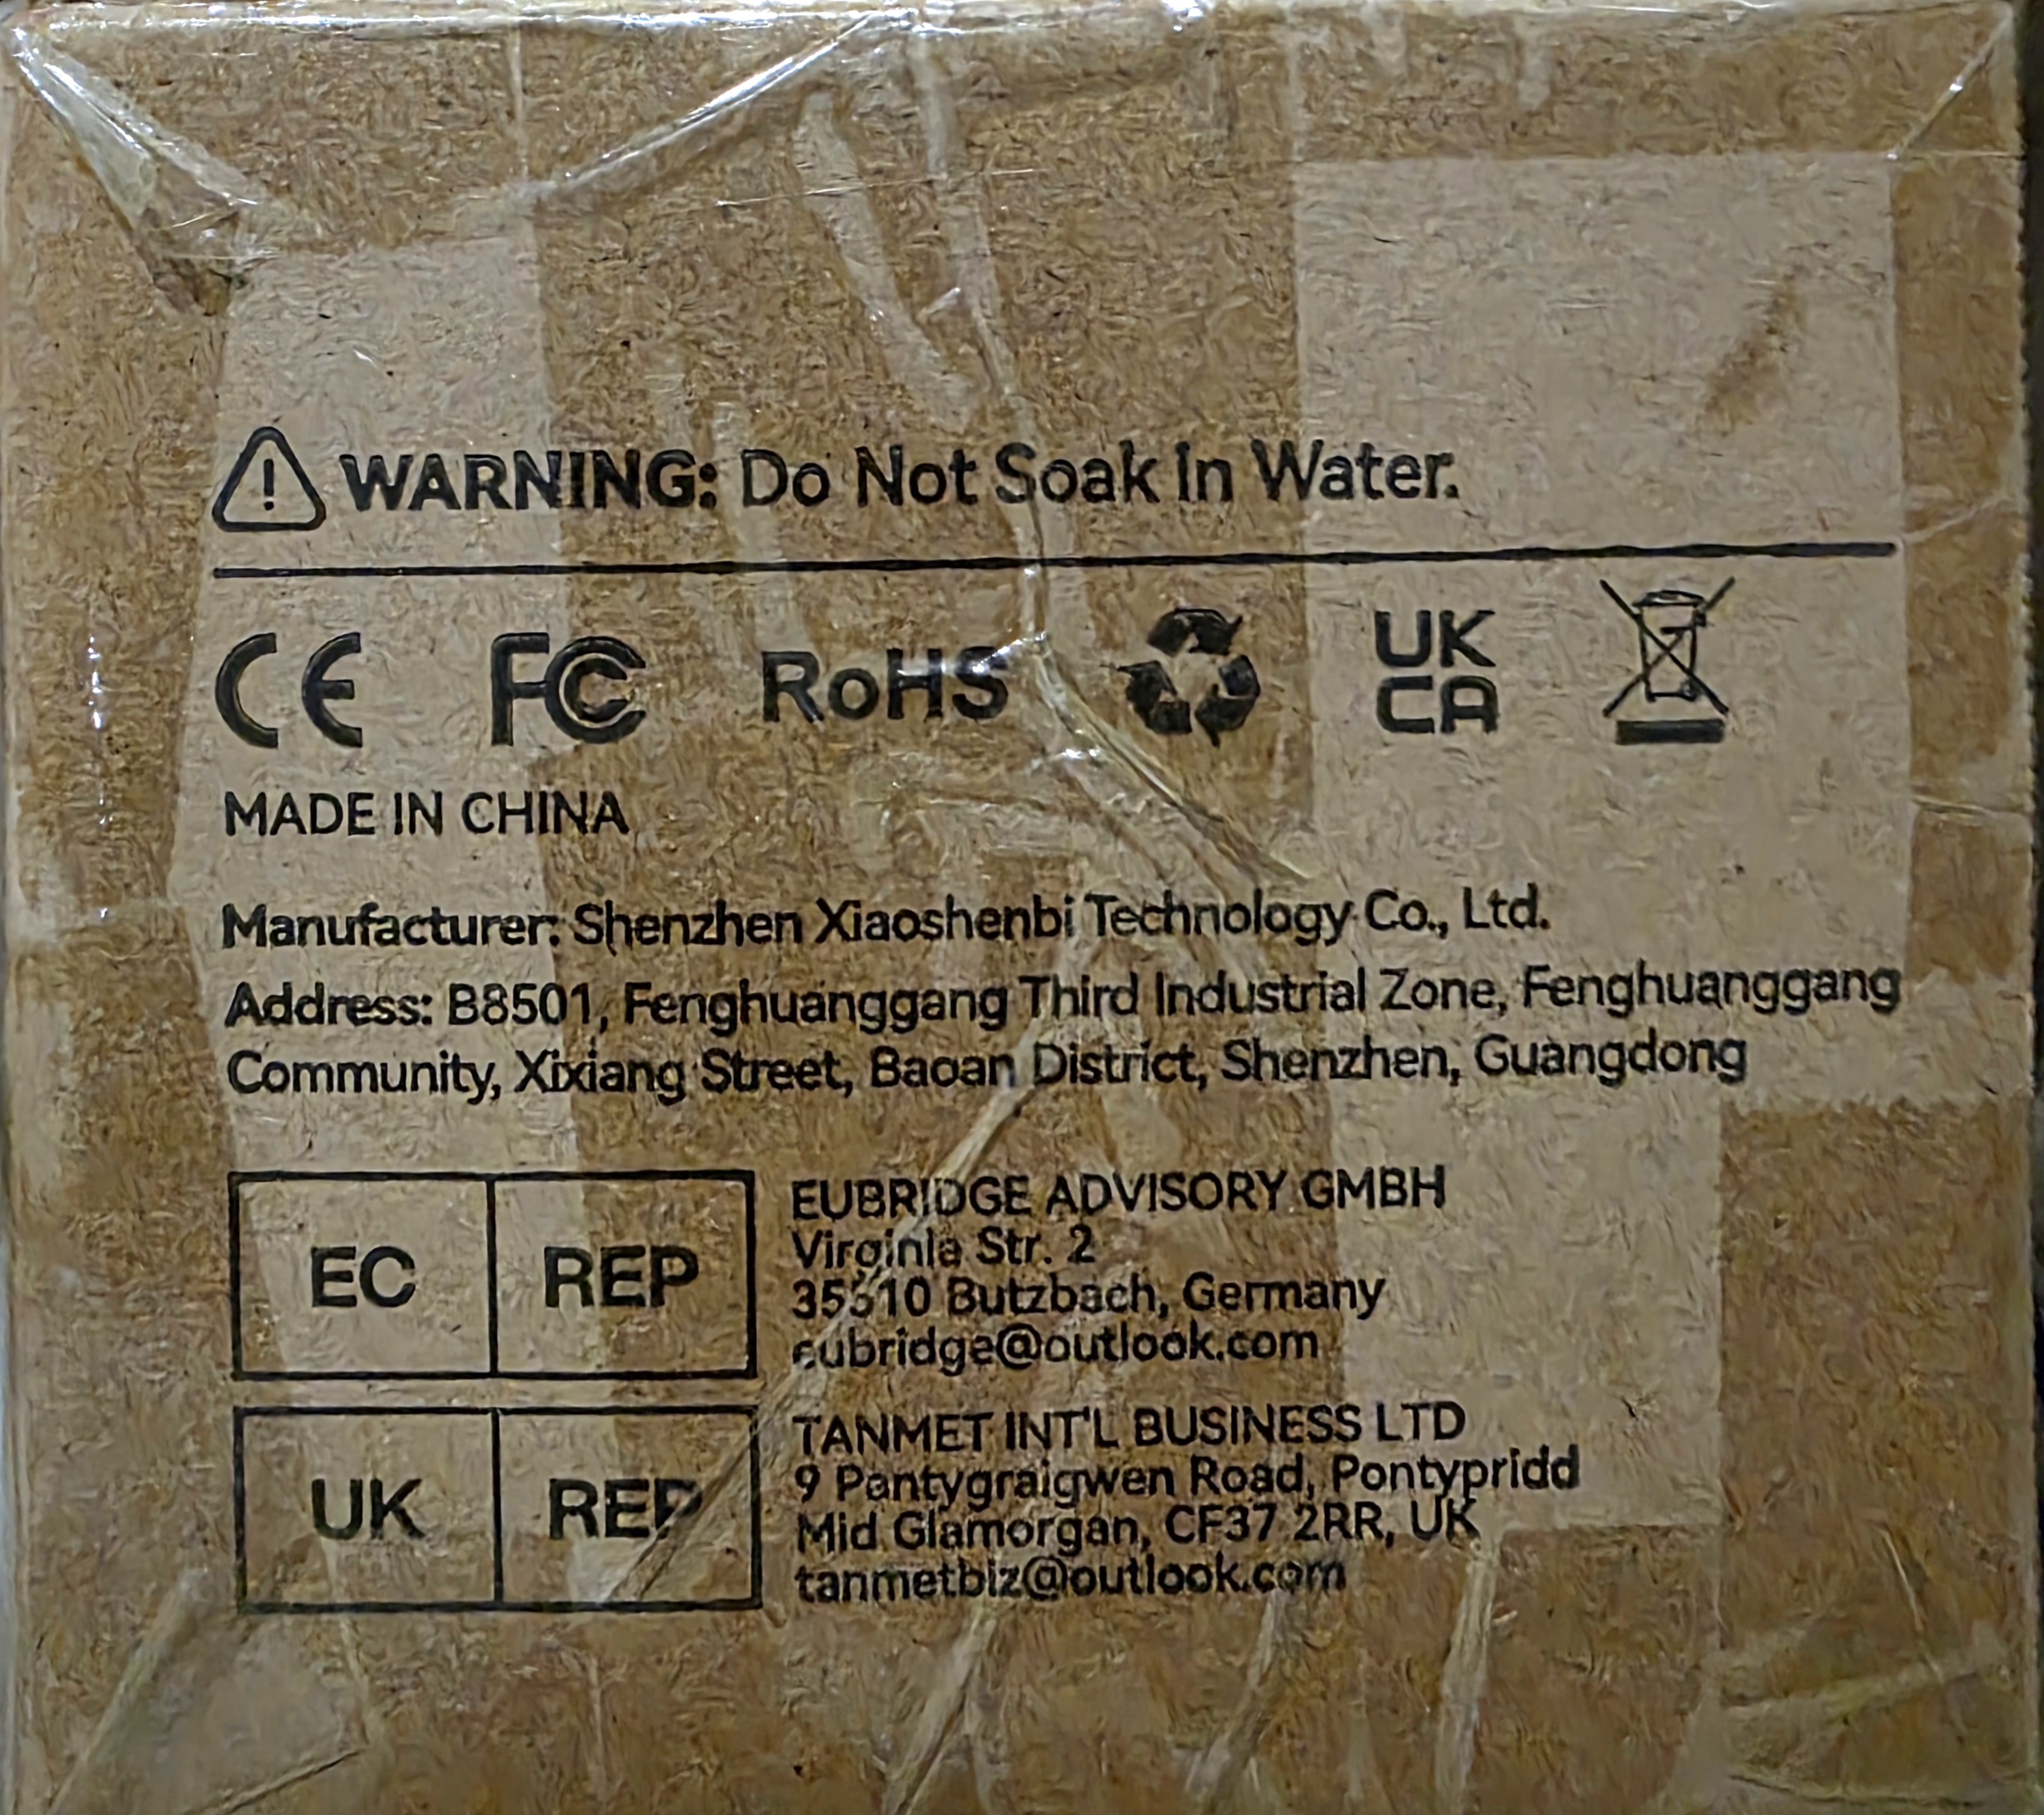 WARNING: Do Not Soak In Water.
CE FC RoHS UK CA
MADE IN CHINA
Manufacturer: Shenzhen Xiaoshenbi Technology Co., Ltd.
Address: B8501, Fenghuanggang Third Industrial Zone, Fenghuanggang
Community, Xixiang Street, Baoan District, Shenzhen, Guangdong
EC REP
EUBRIDGE ADVISORY GMBH
Virginia Str. 2
35510 Butzbach, Germany
eubridge@outlook.com
UK REP
TANMET INT'L BUSINESS LTD
9 Pantygraigwen Road, Pontypridd
Mid Glamorgan, CF37 2RR, UK
tanmetbiz@outlook.com